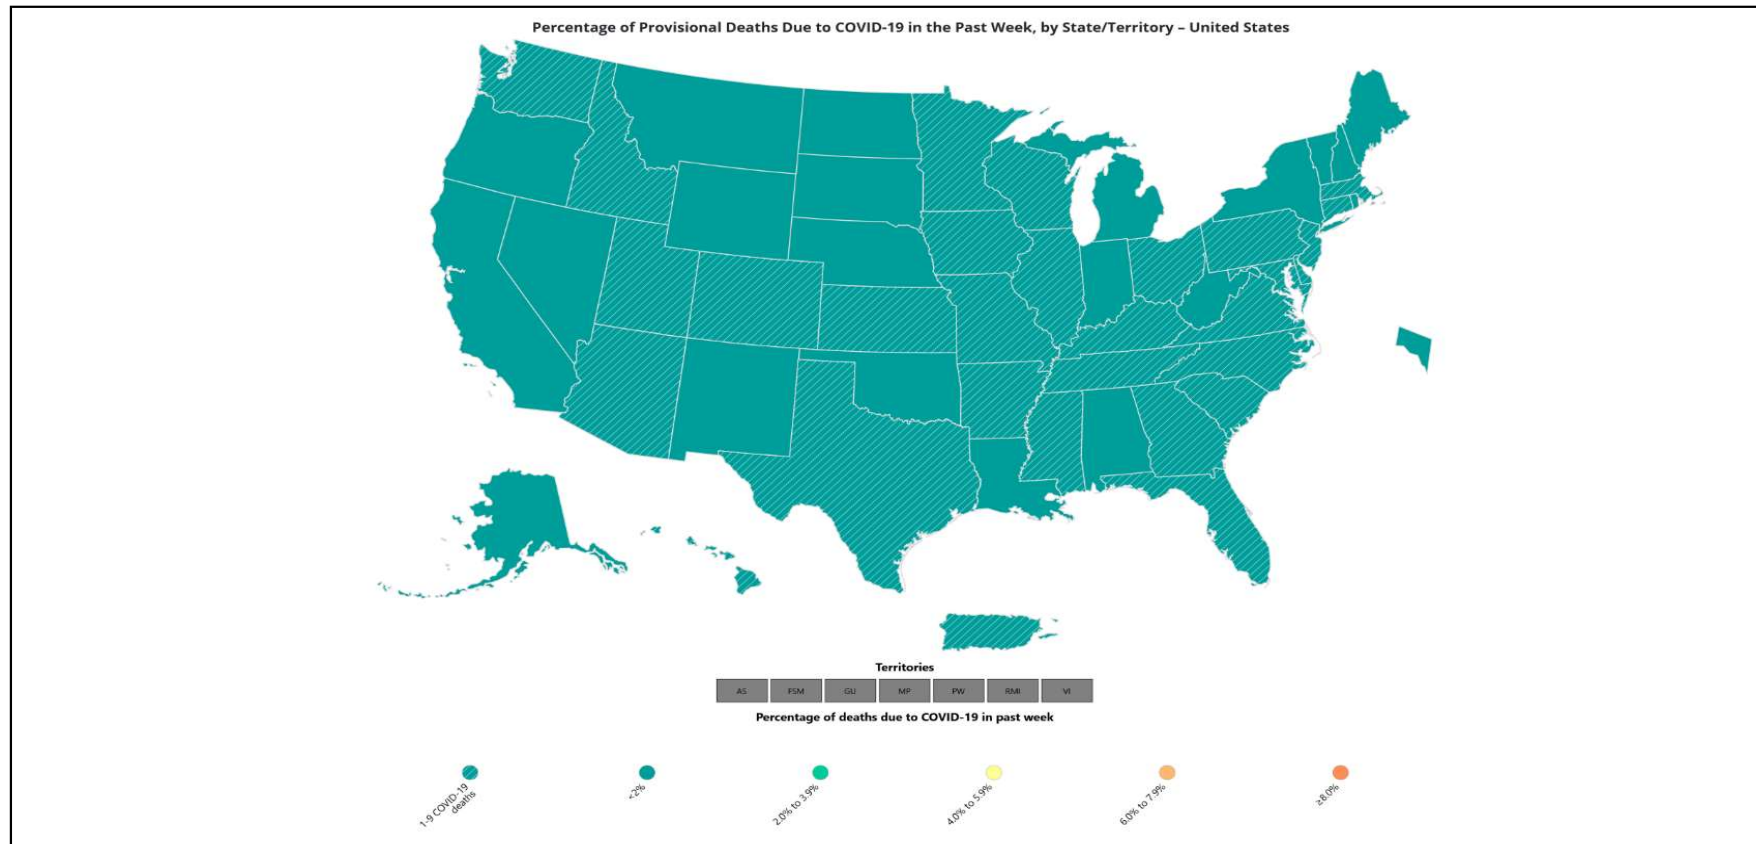 Percentage of Provisional Deaths Due to COVID-19 in the Past Week, by State/Territory – United States
Territories
AS FSM GU MP PW RMI VI
Percentage of deaths due to COVID-19 in past week
1-9 COVID-19
deaths
<2%
2.0% to 3.9%
4.0% to 5.9%
6.0% to 7.9%
≥8.0%